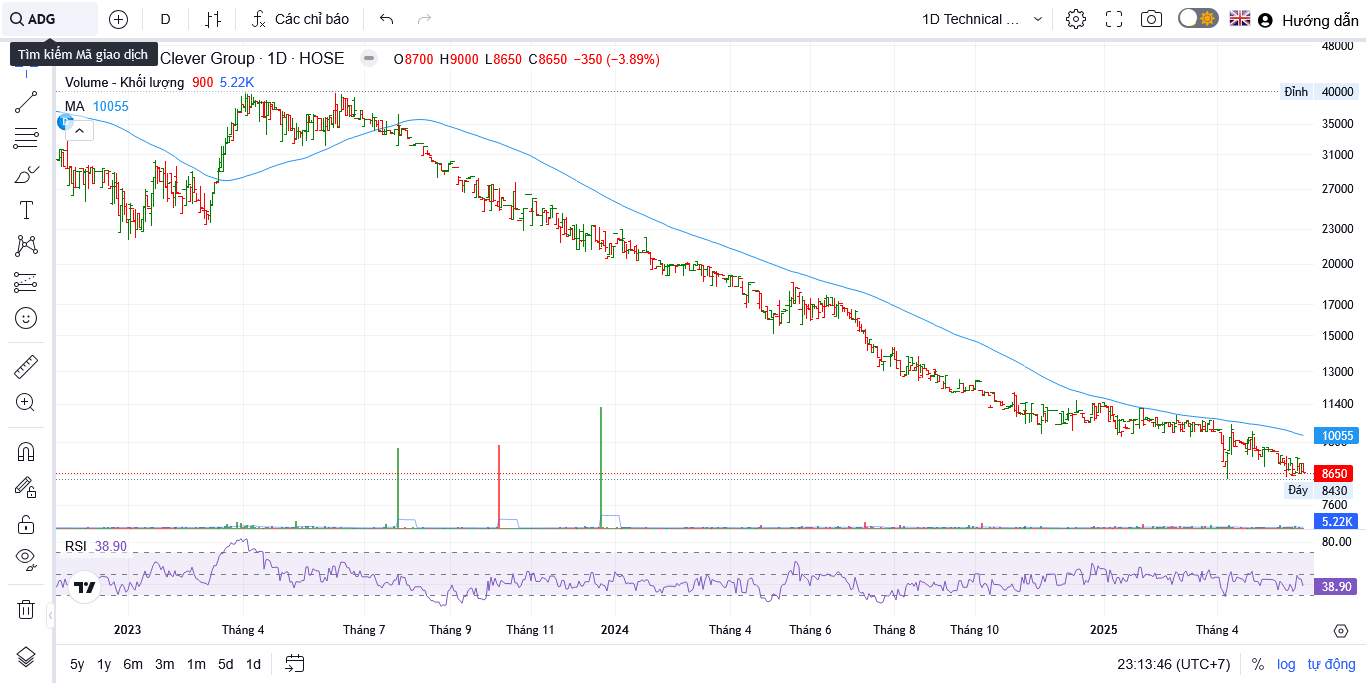 ADG
D
Các chỉ báo
1D Technical ...
Hướng dẫn
Tìm kiếm Mã giao dịch
Clever Group · 1D · HOSE
O8700 H9000 L8650 C8650 −350 (−3.89%)
Volume - Khối lượng 900 5.22K
MA 10055
48000
Đỉnh 40000
35000
31000
27000
23000
20000
17000
15000
13000
11400
10055
8650
Đáy 8430
7600
5.22K
RSI 38.90
80.00
38.90
2023 Tháng 4 Tháng 7 Tháng 9 Tháng 11 2024 Tháng 4 Tháng 6 Tháng 8 Tháng 10 2025 Tháng 4
5y 1y 6m 3m 1m 5d 1d
23:13:46 (UTC+7) % log tự động